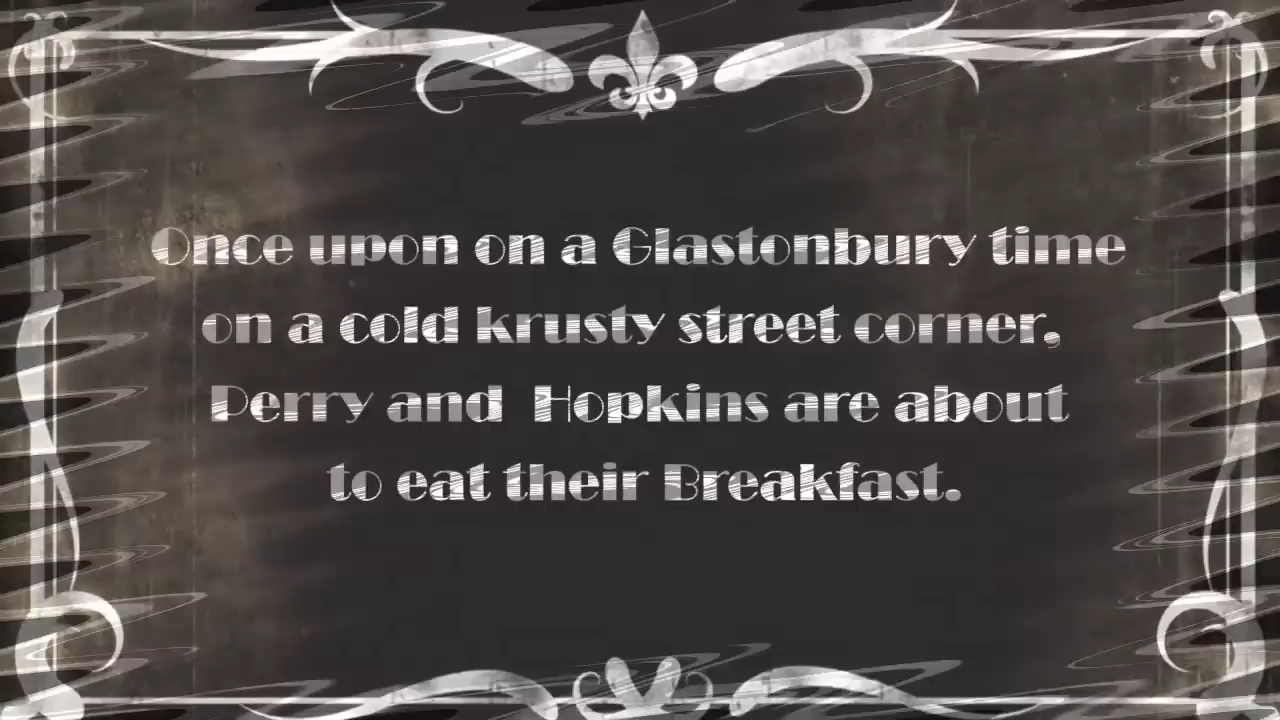 Once upon on a Glastonbury time
on a cold krusty street corner,
Perry and Hopkins are about
to eat their Breakfast.